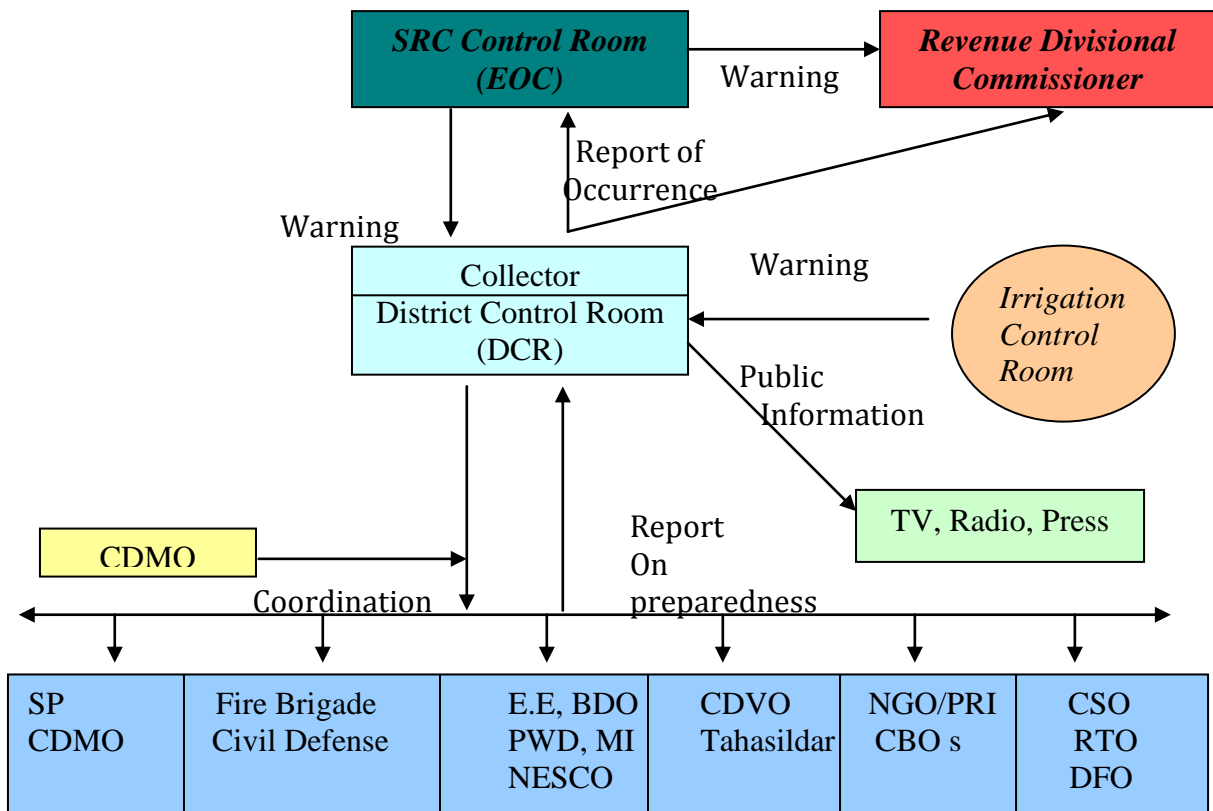 SRC Control Room
(EOC)
Revenue Divisional
Commissioner
Warning
Report of
Occurrence
Warning
Collector
District Control Room
(DCR)
Warning
Irrigation
Control
Room
Public
Information
TV, Radio, Press
CDMO
Report
On
preparedness
Coordination
SP
CDMO
Fire Brigade
Civil Defense
E.E, BDO
PWD, MI
NESCO
CDVO
Tahasildar
NGO/PRI
CBO s
CSO
RTO
DFO